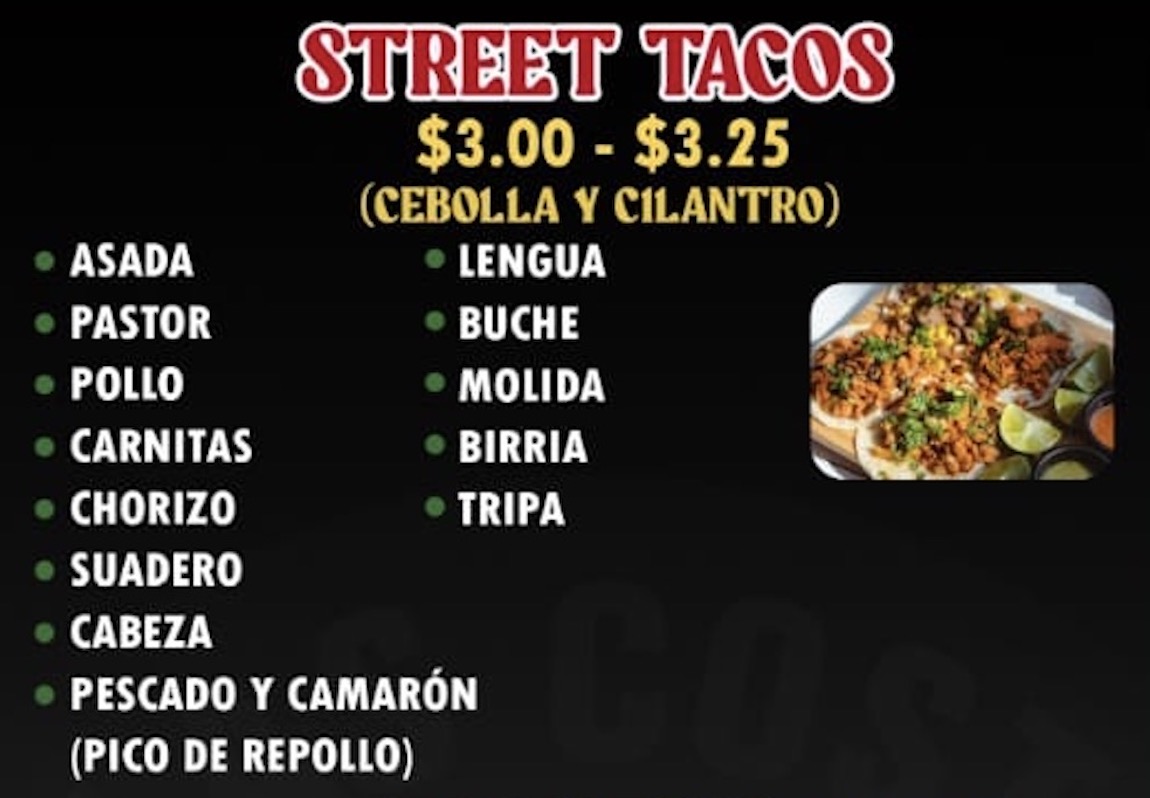 STREET TACOS
$3.00 - $3.25
(CEBOLLA Y CILANTRO)
ASADA
PASTOR
POLLO
CARNITAS
CHORIZO
SUADERO
CABEZA
PESCADO Y CAMARÓN
(PICO DE REPOLLO)
LENGUA
BUCHE
MOLIDA
BIRRIA
TRIPA